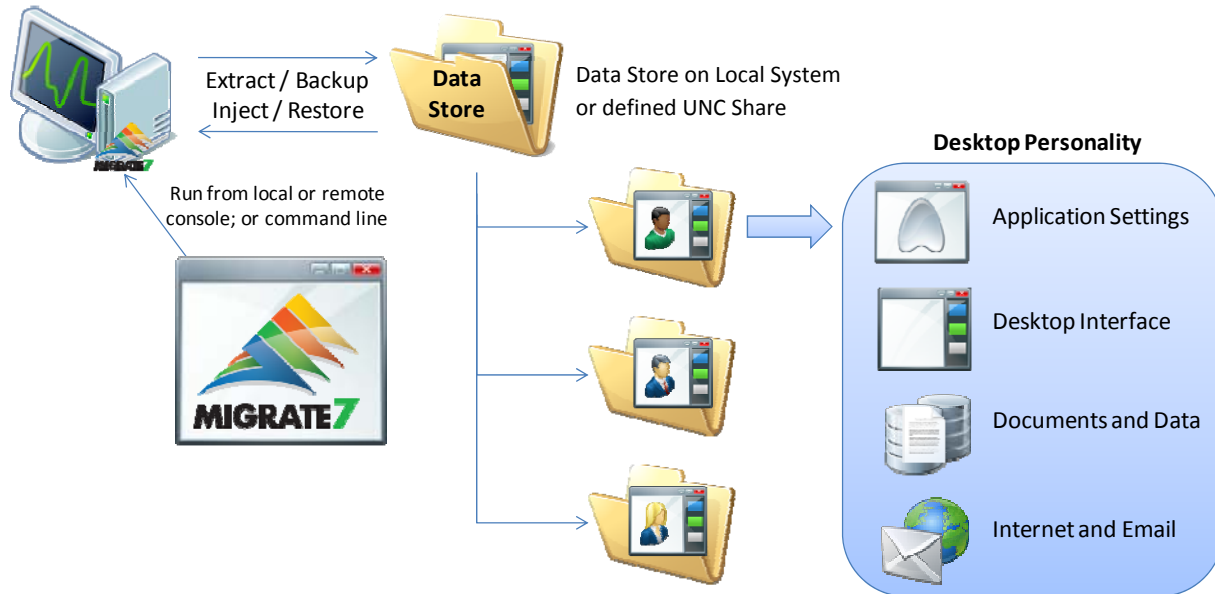 Extract / Backup
Inject / Restore
Data
Store
Data Store on Local System
or defined UNC Share
MIGRATE7
Run from local or remote
console; or command line
MIGRATE7
Desktop Personality
Application Settings
Desktop Interface
Documents and Data
Internet and Email